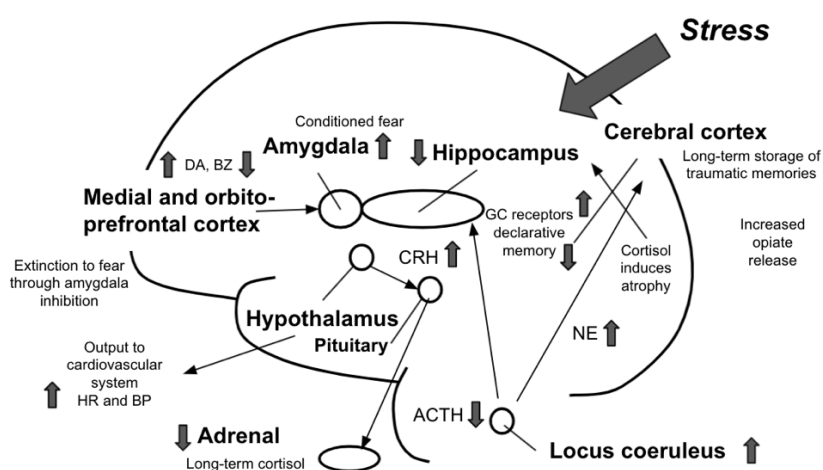 Stress
Cerebral cortex
Long-term storage of
traumatic memories
Conditioned fear
Amygdala
Hippocampus
DA, BZ
Medial and orbito-
prefrontal cortex
GC receptors
declarative
memory
Increased
opiate
release
Cortisol
induces
atrophy
CRH
Extinction to fear
through amygdala
inhibition
Hypothalamus
Pituitary
NE
Output to
cardiovascular
system
HR and BP
ACTH
Adrenal
Long-term cortisol
Locus coeruleus